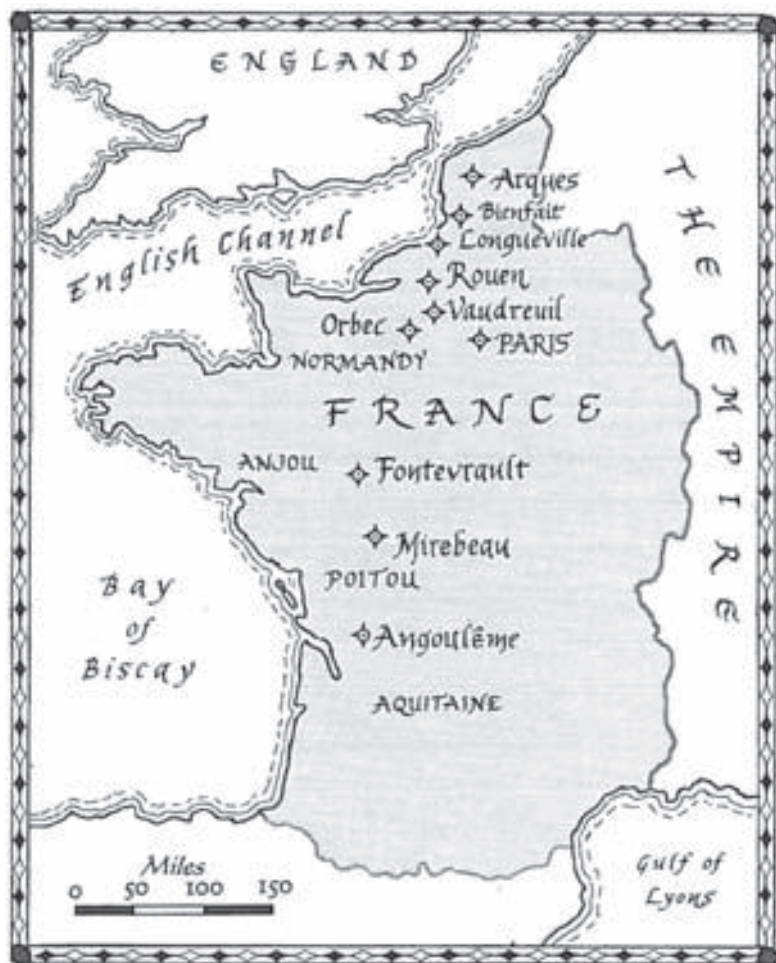 ENGLAND
English Channel
THE EMPIRE
Arques
Bienfait
Longueville
Rouen
Vaudreuil
Orbec
PARIS
NORMANDY
FRANCE
ANJOU
Fontevrault
Mirebeau
POITOU
Bay
of
Biscay
Angoulême
AQUITAINE
Miles
0 50 100 150
Gulf of
Lyons